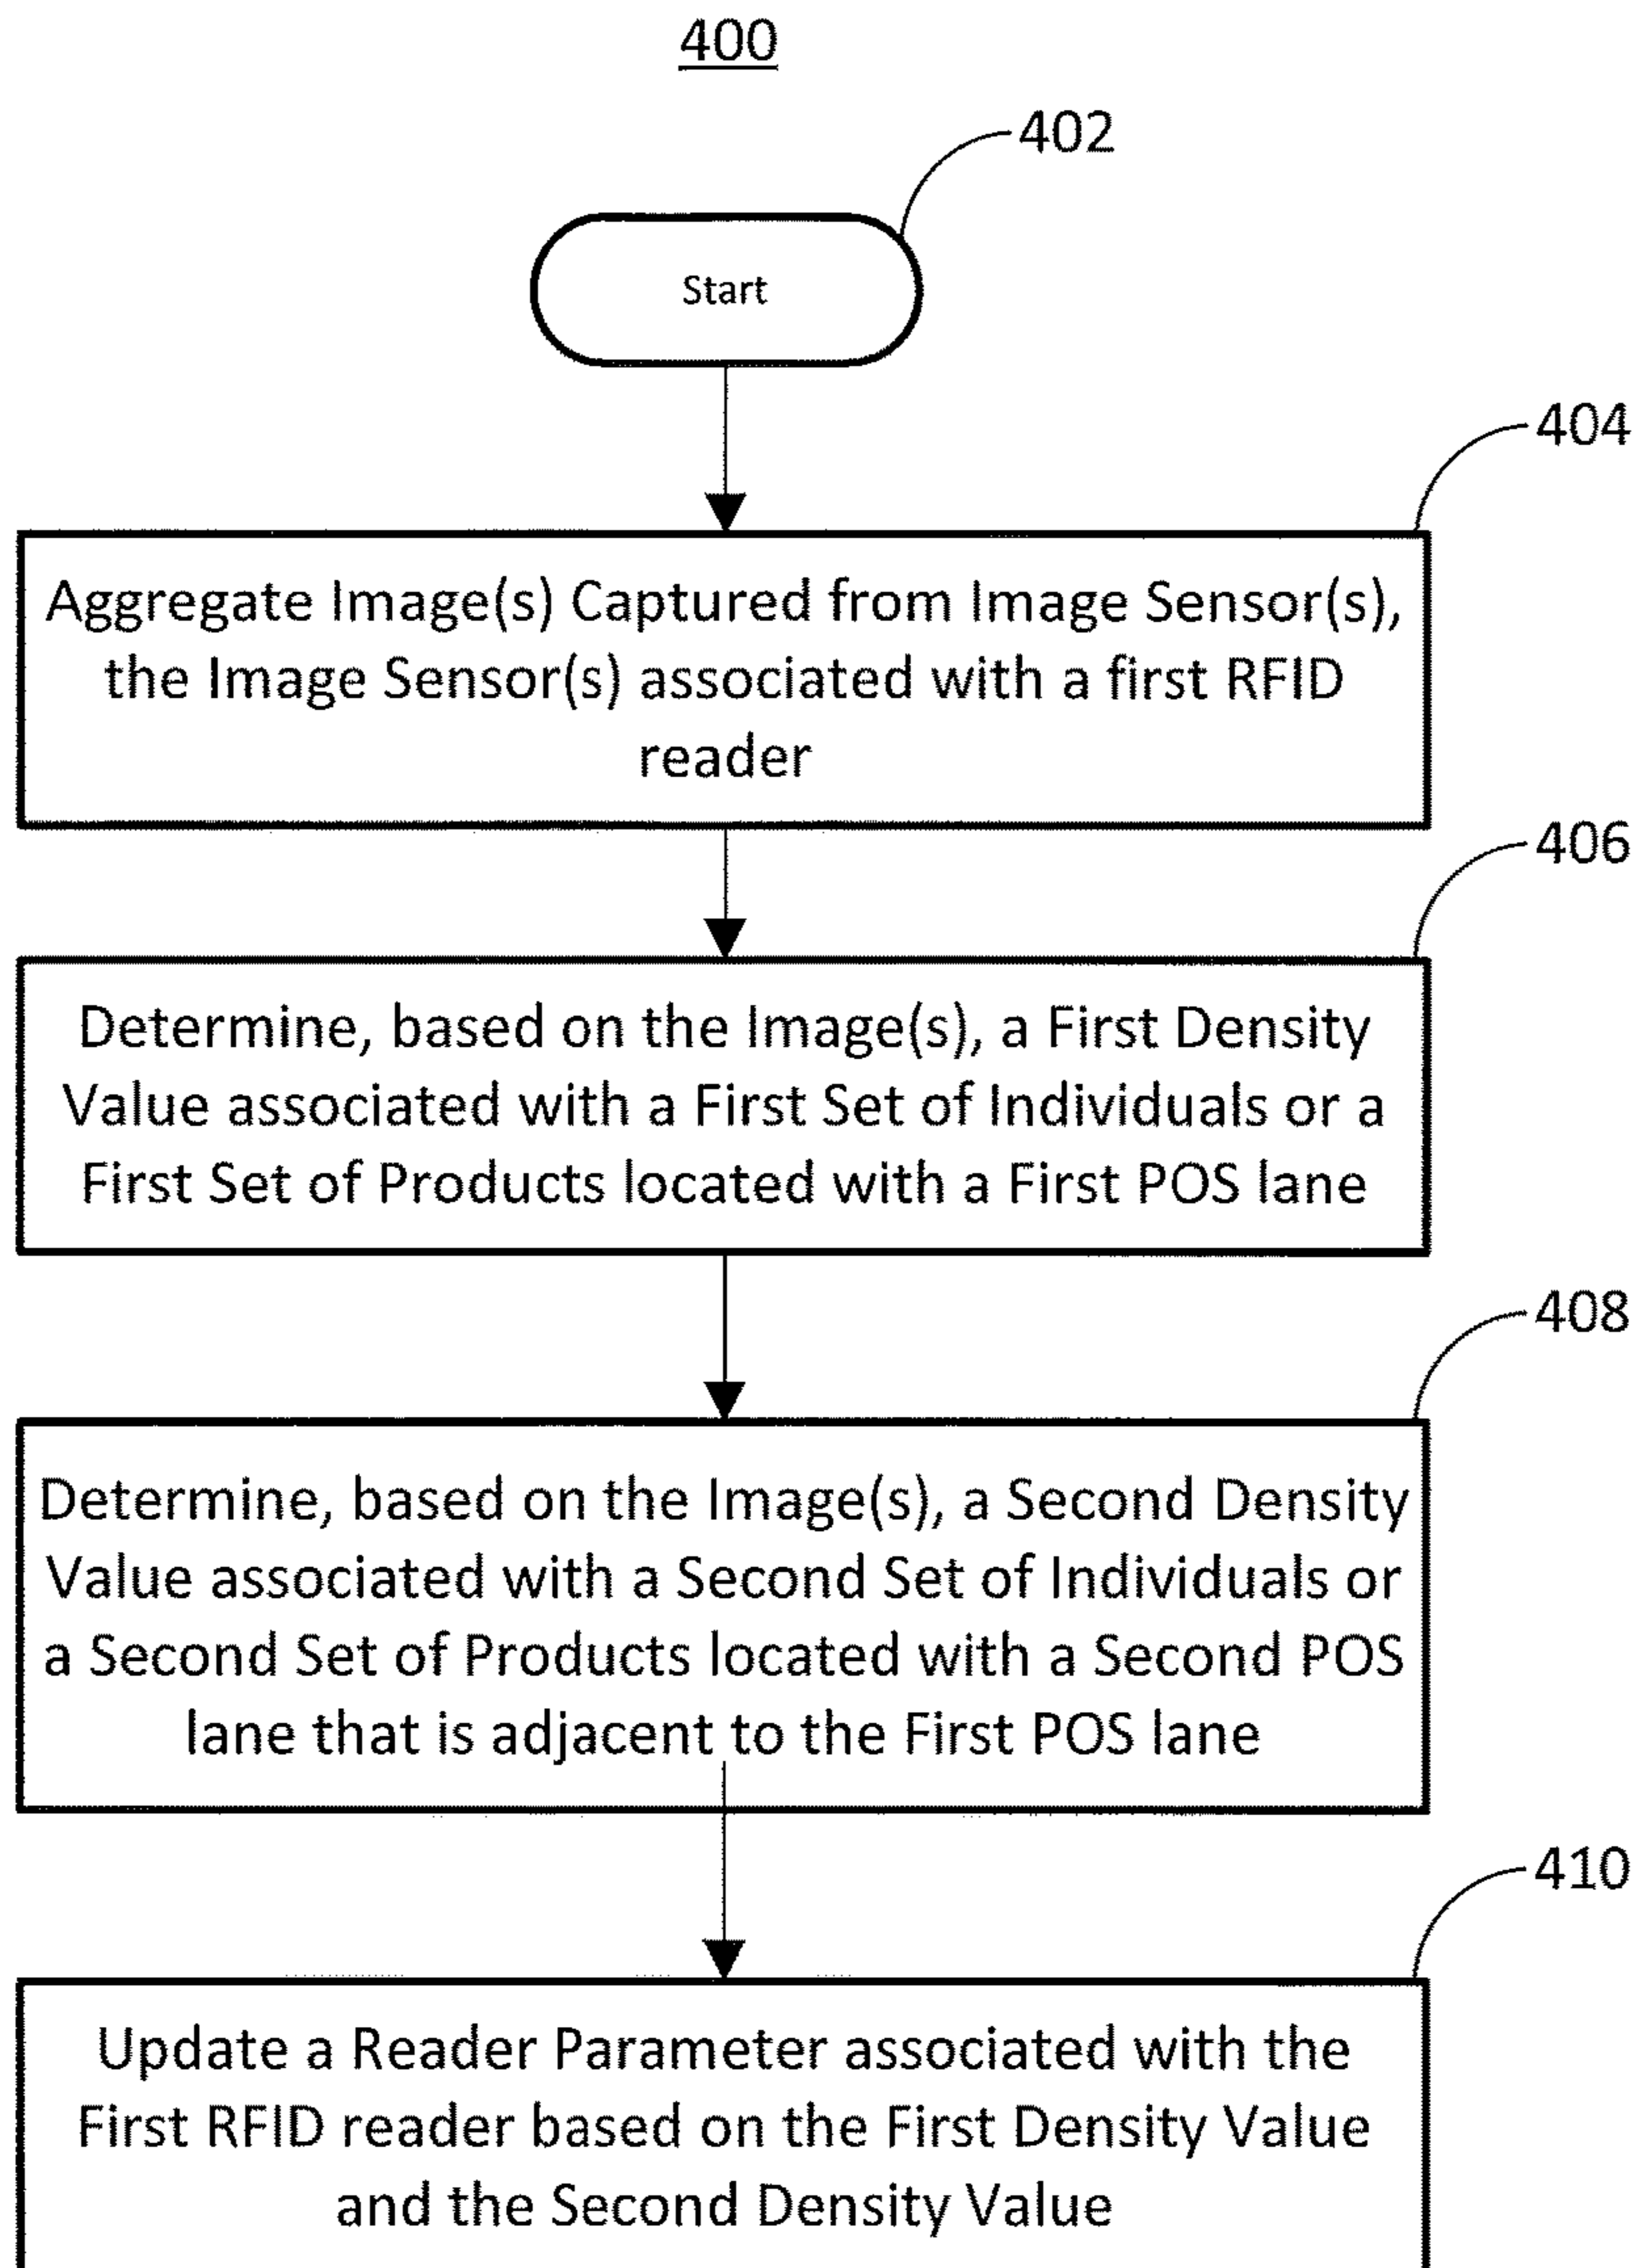 400
402
Start
404
Aggregate Image(s) Captured from Image Sensor(s),
the Image Sensor(s) associated with a first RFID
reader
406
Determine, based on the Image(s), a First Density
Value associated with a First Set of Individuals or a
First Set of Products located with a First POS lane
408
Determine, based on the Image(s), a Second Density
Value associated with a Second Set of Individuals or
a Second Set of Products located with a Second POS
lane that is adjacent to the First POS lane
410
Update a Reader Parameter associated with the
First RFID reader based on the First Density Value
and the Second Density Value